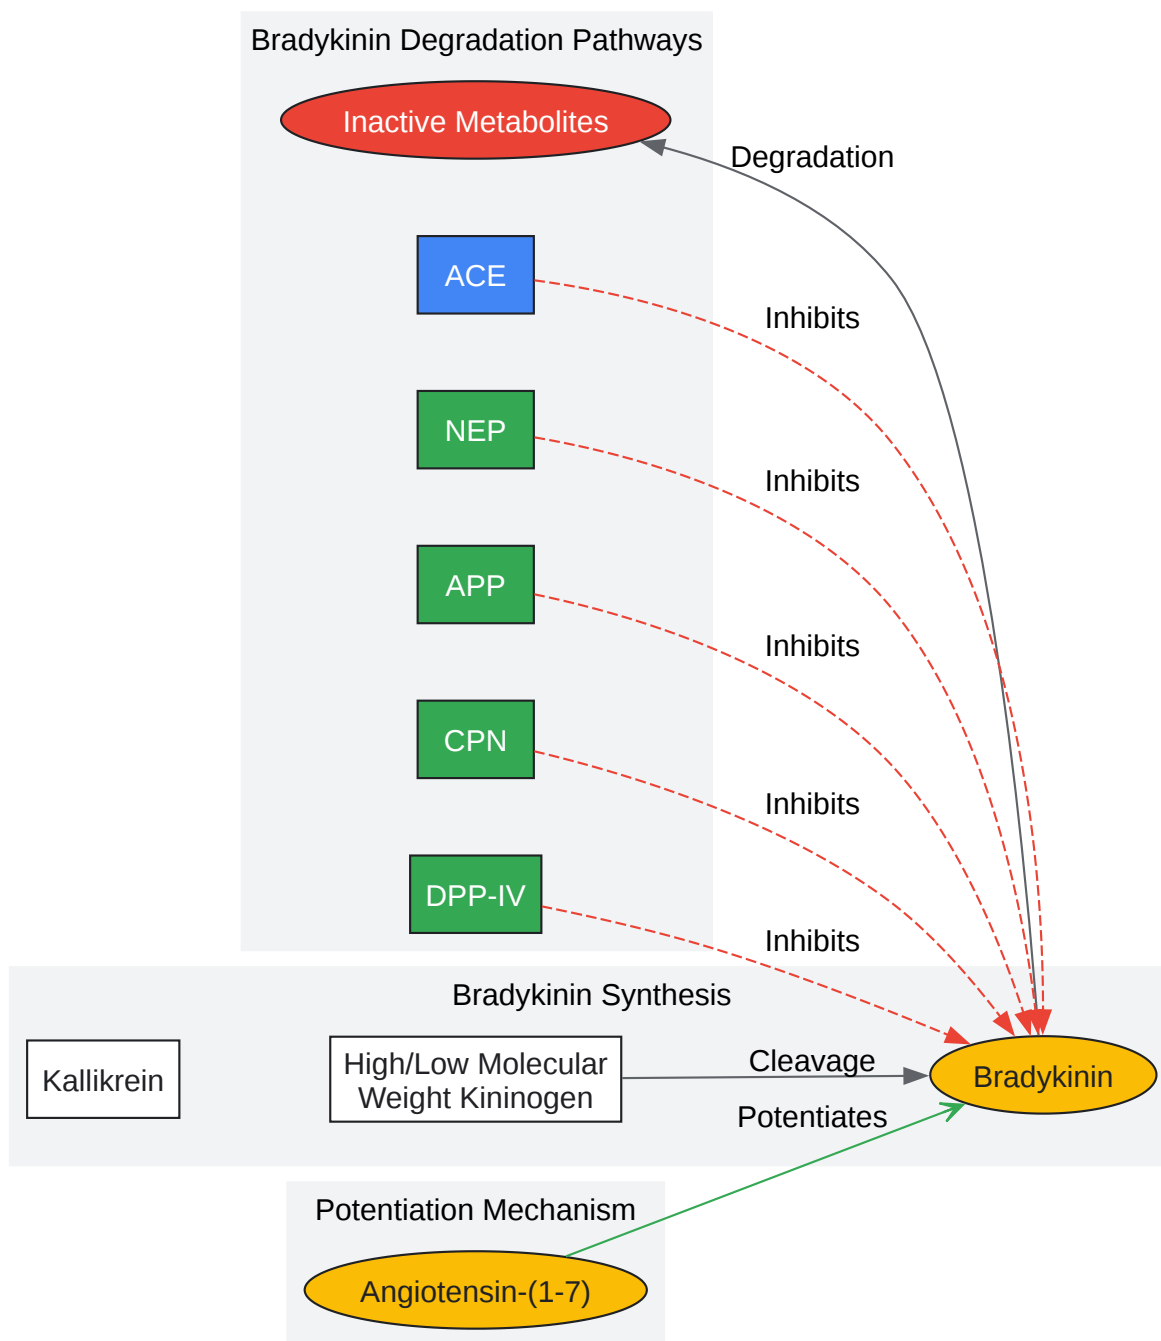 Bradykinin Degradation Pathways
Inactive Metabolites
Degradation
ACE
Inhibits
NEP
Inhibits
APP
Inhibits
CPN
Inhibits
DPP-IV
Inhibits
Bradykinin Synthesis
Kallikrein
High/Low Molecular
Weight Kininogen
Cleavage
Bradykinin
Potentiates
Potentiation Mechanism
Angiotensin-(1-7)